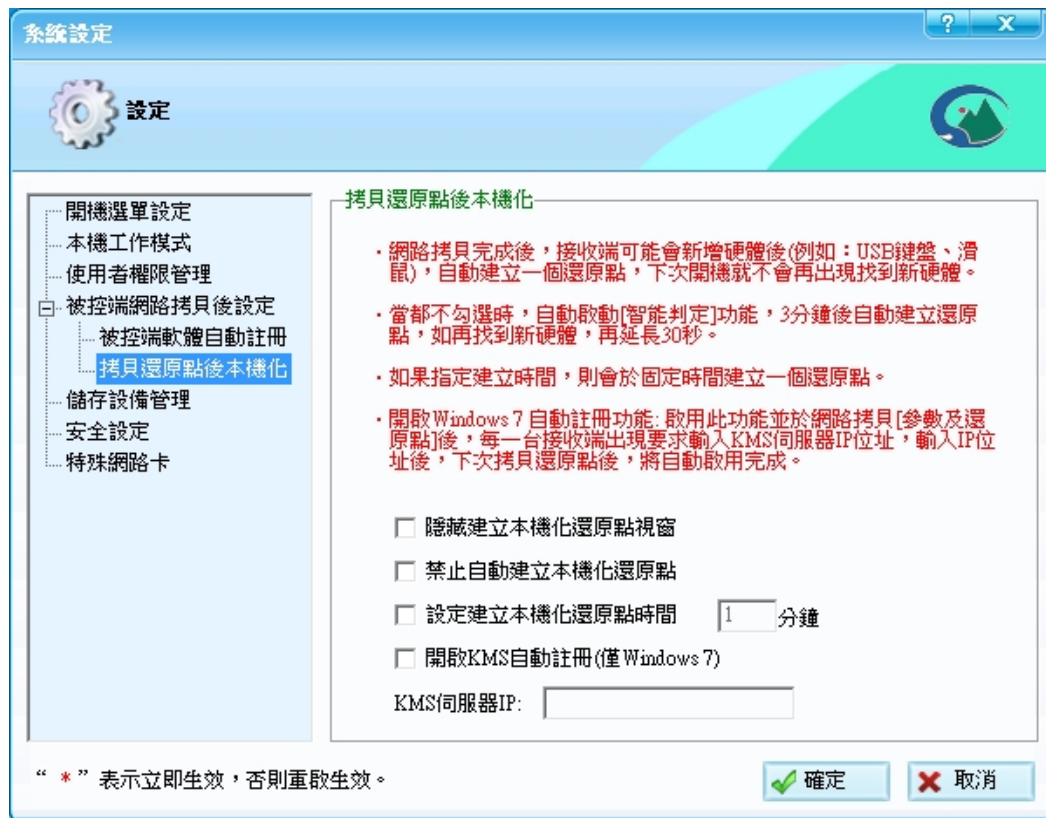 系統設定
設定
開機選單設定
本機工作模式
使用者權限管理
被控端網路拷貝後設定
被控端軟體自動註冊
拷貝還原點後本機化
儲存設備管理
安全設定
特殊網路卡
拷貝還原點後本機化
・網路拷貝完成後，接收端可能會新增硬體後(例如：USB鍵盤、滑
鼠)，自動建立一個還原點，下次開機就不會再出現找到新硬體。
・當都不勾選時，自動啟動[智能判定]功能，3分鐘後自動建立還原
點，如再找到新硬體，再延長30秒。
・如果指定建立時間，則會於固定時間建立一個還原點。
・開啟Windows 7 自動註冊功能: 啟用此功能並於網路拷貝[參數及還
原點]後，每一台接收端出現要求輸入KMS伺服器IP位址，輸入IP位
址後，下次拷貝還原點後，將自動啟用完成。
隱藏建立本機化還原點視窗
禁止自動建立本機化還原點
設定建立本機化還原點時間 1 分鐘
開啟KMS自動註冊(僅Windows 7)
KMS伺服器IP:
“ * ” 表示立即生效，否則重啟生效。
確定
取消